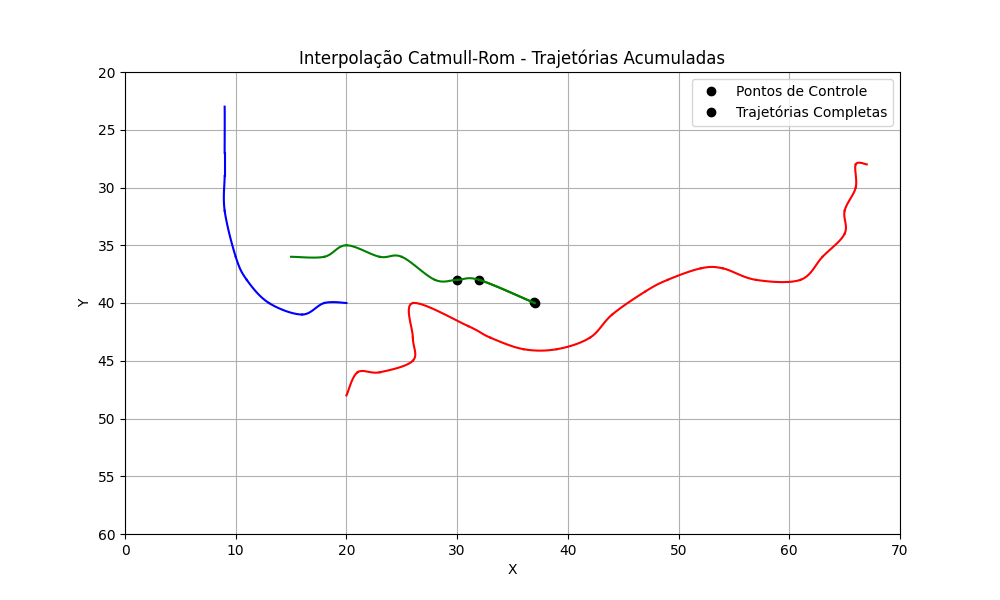 Interpolação Catmull-Rom - Trajetórias Acumuladas
Pontos de Controle
Trajetórias Completas
Y
20
25
30
35
40
45
50
55
60
0 10 20 30 40 50 60 70
X